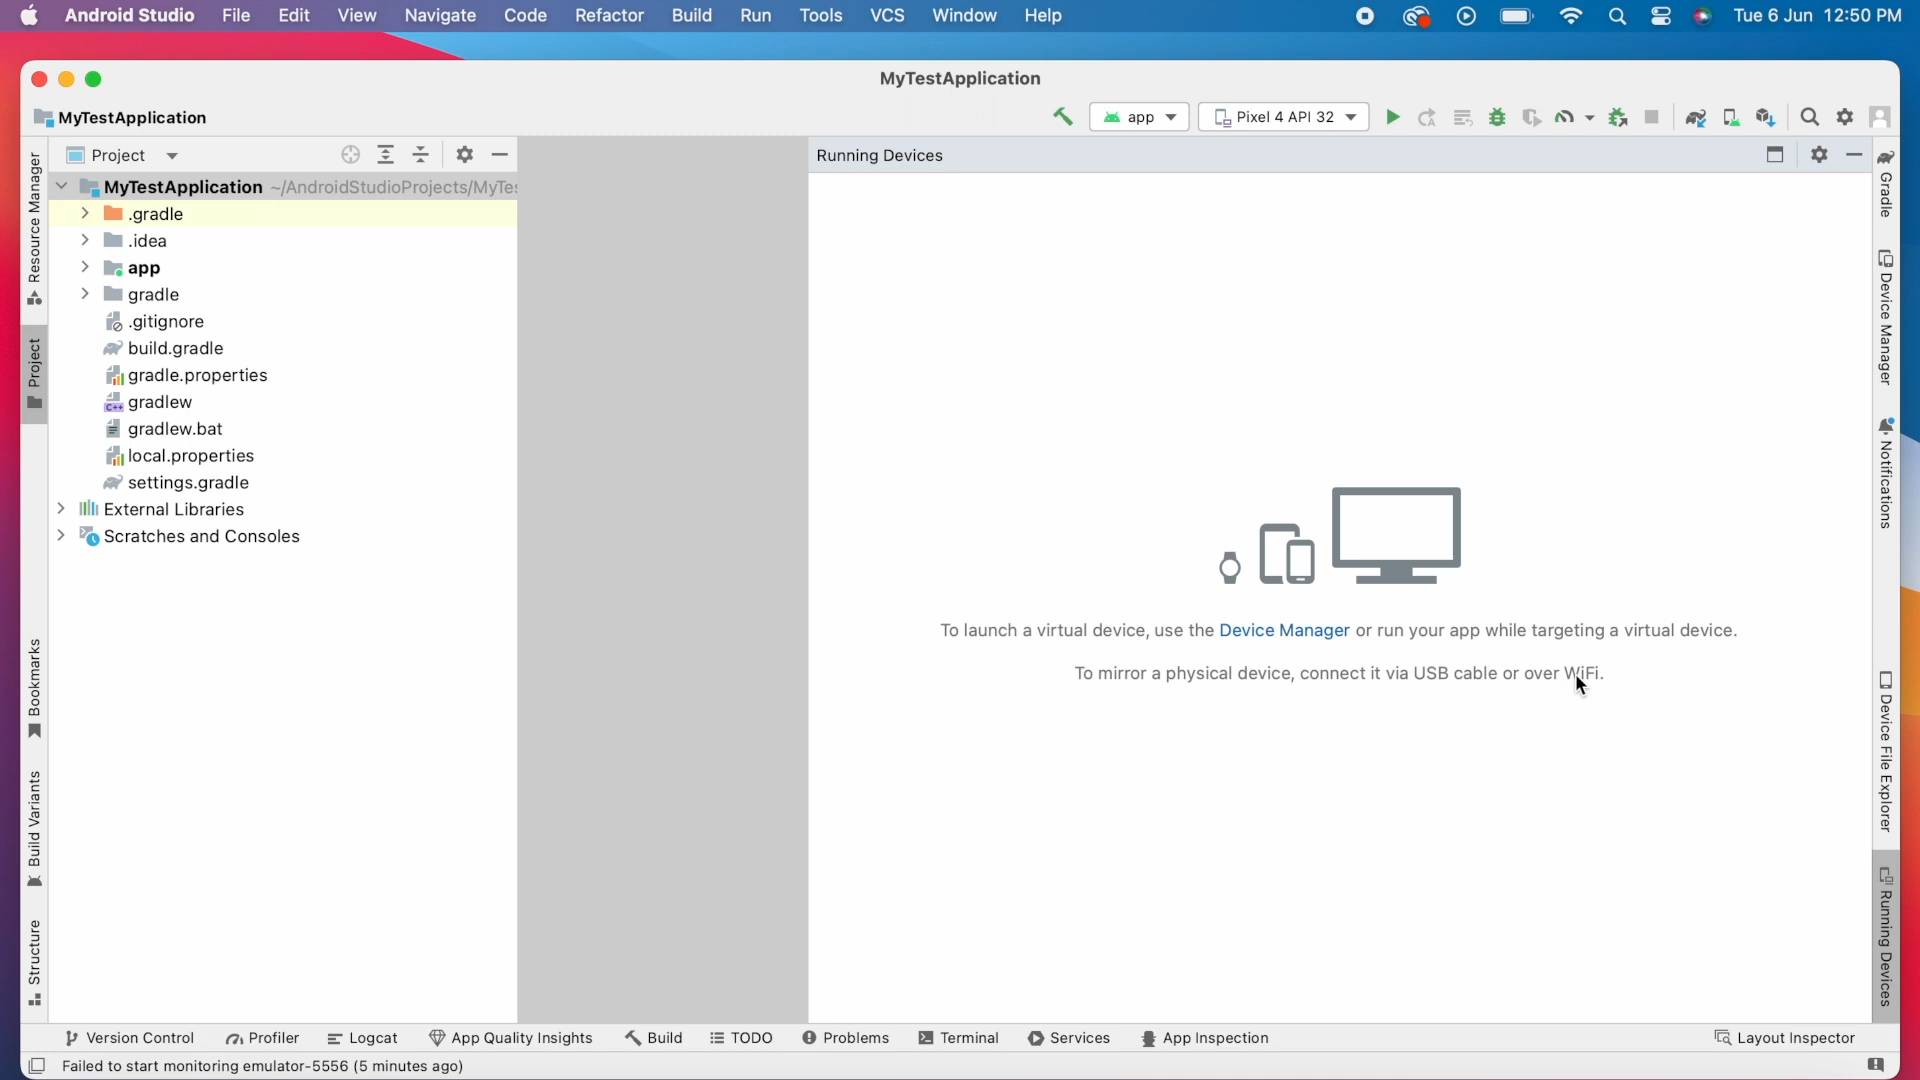 Android Studio File Edit View Navigate Code Refactor Build Run Tools VCS Window Help Tue 6 Jun 12:50 PM
MyTestApplication
MyTestApplication app Pixel 4 API 32
Project
MyTestApplication ~/AndroidStudioProjects/MyTes
.gradle
.idea
app
gradle
.gitignore
build.gradle
gradle.properties
C++ gradlew
gradlew.bat
local.properties
settings.gradle
External Libraries
Scratches and Consoles
Resource Manager
Project
Bookmarks
Build Variants
Structure
Running Devices
To launch a virtual device, use the Device Manager or run your app while targeting a virtual device.
To mirror a physical device, connect it via USB cable or over WiFi.
Gradle
Device Manager
Notifications
Device File Explorer
Running Devices
Version Control Profiler Logcat App Quality Insights Build TODO Problems Terminal Services App Inspection Layout Inspector
Failed to start monitoring emulator-5556 (5 minutes ago)